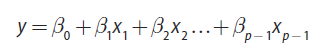 y = β₀ + β₁x₁ + β₂x₂ ... + βₚ₋₁xₚ₋₁